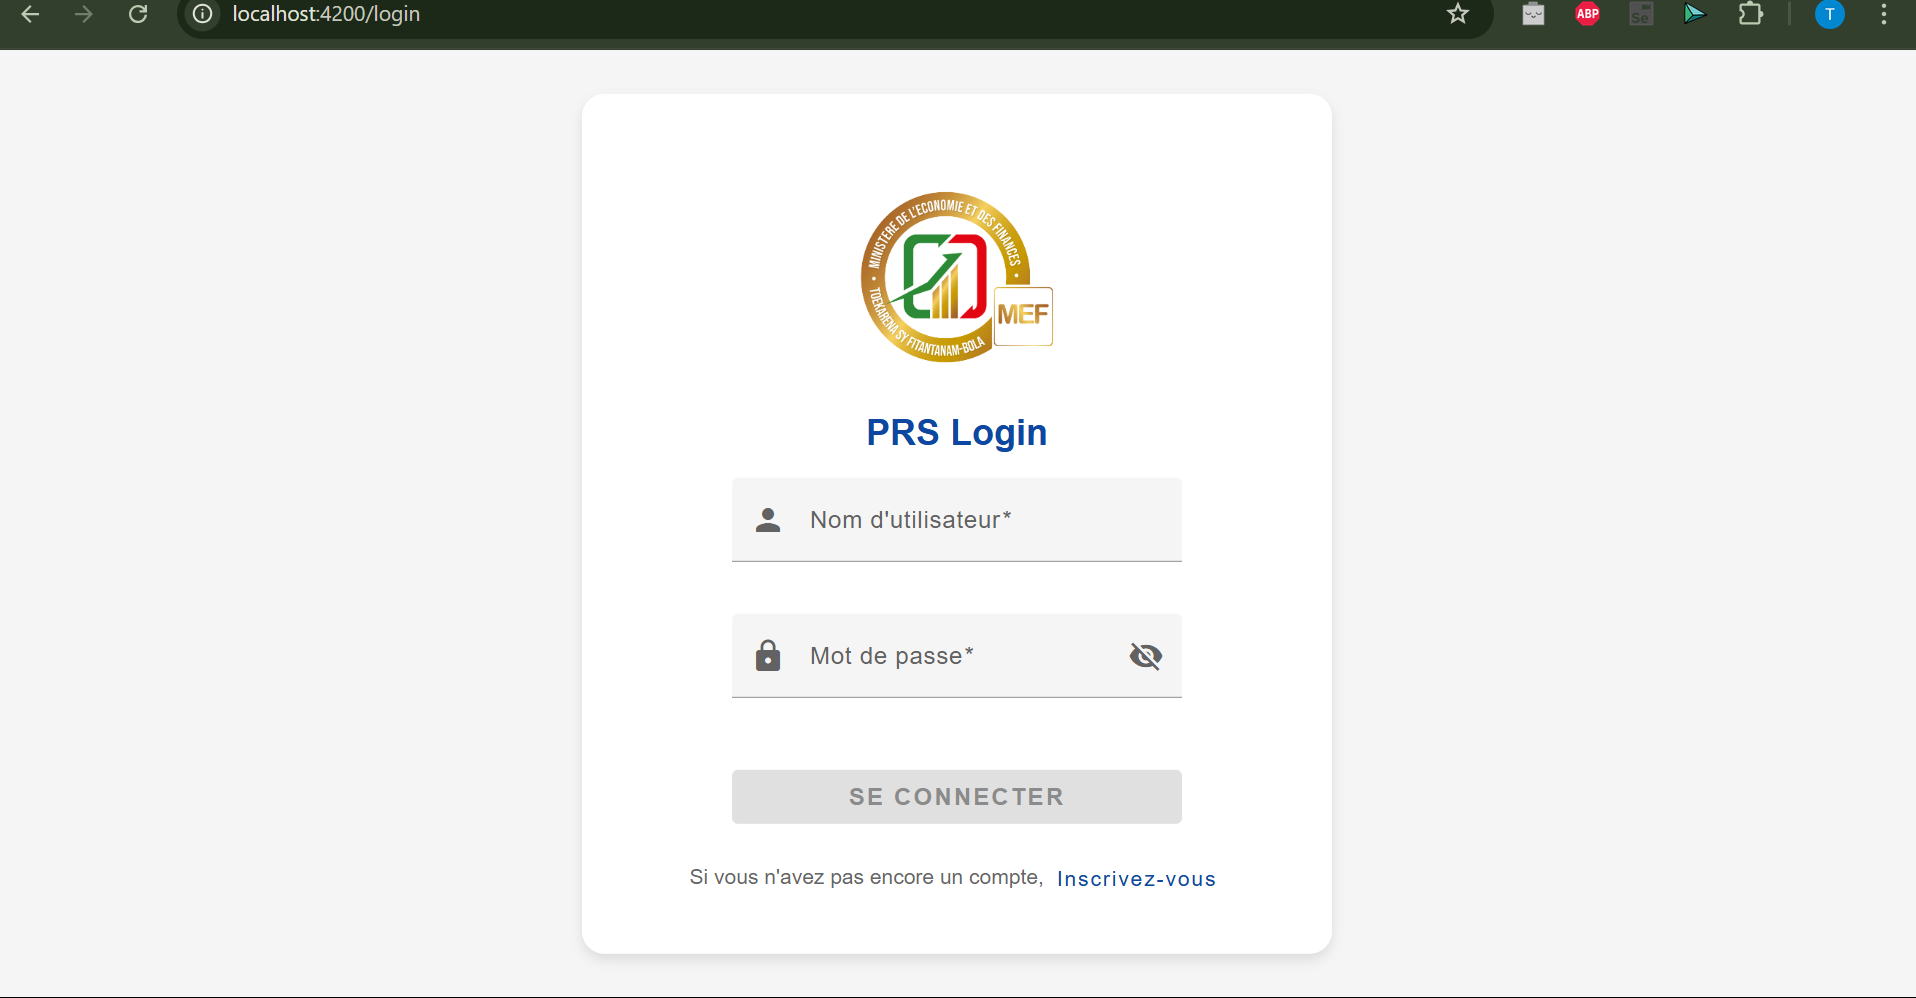 localhost:4200/login
ABP
Se
T
MINISTERE DE L'ECONOMIE ET DES FINANCES
TOEKARENA SY FITANTANAM-BOLA
MEF
PRS Login
Nom d'utilisateur*
Mot de passe*
SE CONNECTER
Si vous n'avez pas encore un compte, Inscrivez-vous